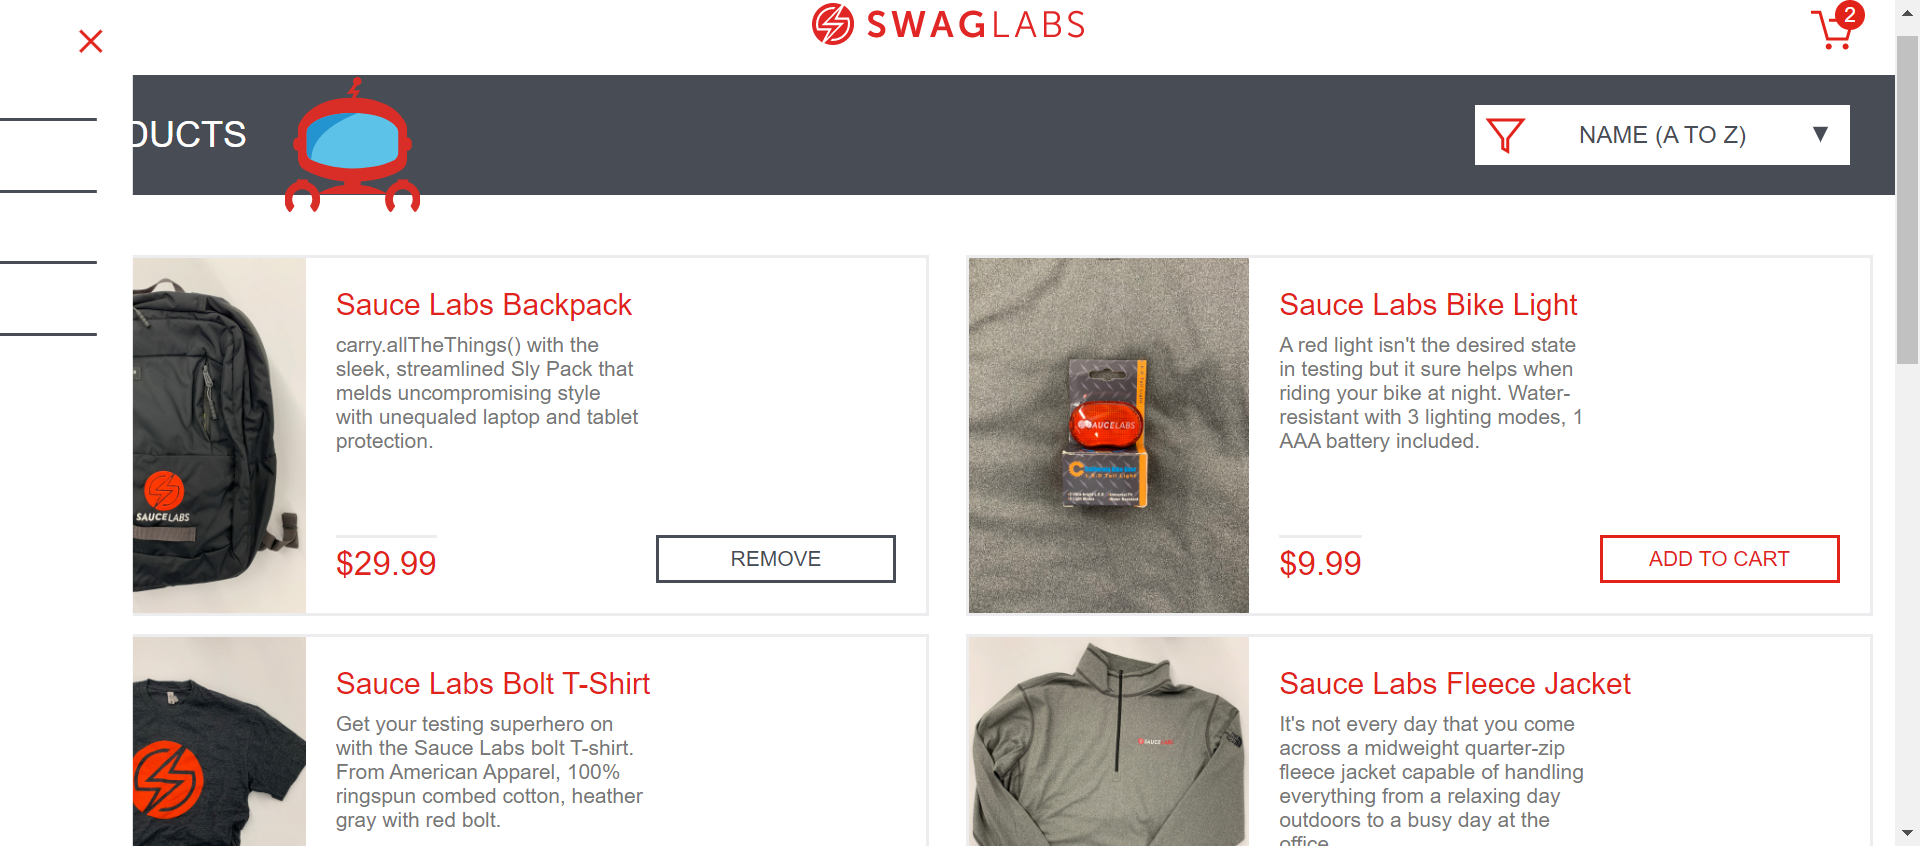 SWAGLABS
2
DUCTS
NAME (A TO Z)
Sauce Labs Backpack
carry.allTheThings() with the
sleek, streamlined Sly Pack that
melds uncompromising style
with unequaled laptop and tablet
protection.
$29.99
REMOVE
SAUCELABS
Sauce Labs Bike Light
A red light isn't the desired state
in testing but it sure helps when
riding your bike at night. Water-
resistant with 3 lighting modes, 1
AAA battery included.
$9.99
ADD TO CART
SAUCELABS
L.E.D Tail Light
Sauce Labs Bolt T-Shirt
Get your testing superhero on
with the Sauce Labs bolt T-shirt.
From American Apparel, 100%
ringspun combed cotton, heather
gray with red bolt.
Sauce Labs Fleece Jacket
It's not every day that you come
across a midweight quarter-zip
fleece jacket capable of handling
everything from a relaxing day
outdoors to a busy day at the
office
SAUCELABS